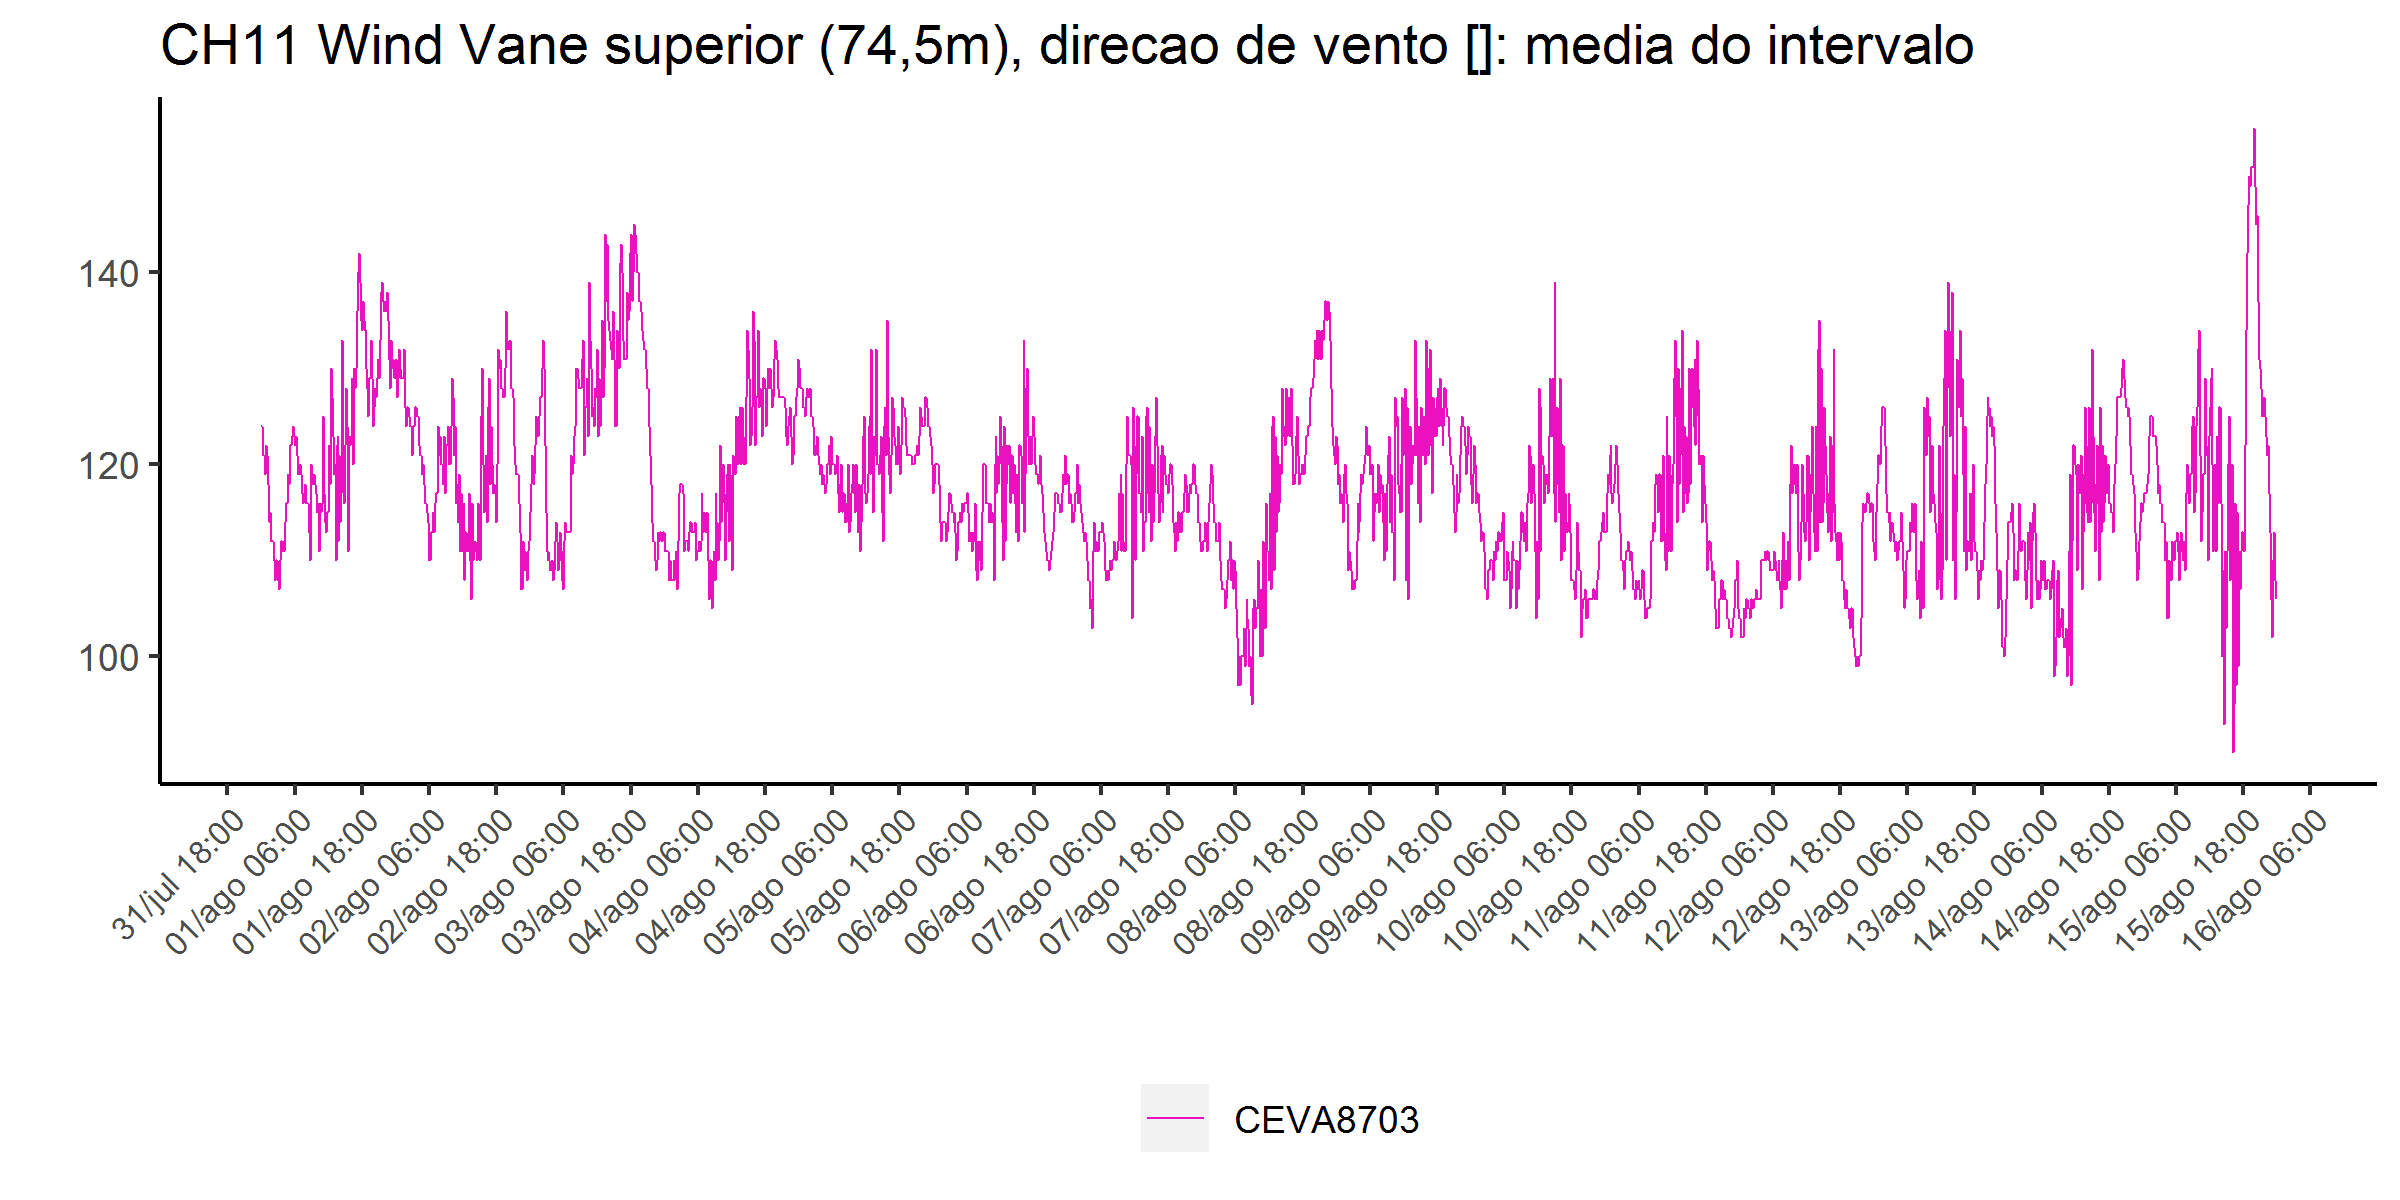 CH11 Wind Vane superior (74,5m), direcao de vento []: media do intervalo
140
120
100
31/jul 18:00
01/ago 06:00
01/ago 18:00
02/ago 06:00
02/ago 18:00
03/ago 06:00
03/ago 18:00
04/ago 06:00
04/ago 18:00
05/ago 06:00
05/ago 18:00
06/ago 06:00
06/ago 18:00
07/ago 06:00
07/ago 18:00
08/ago 06:00
08/ago 18:00
09/ago 06:00
09/ago 18:00
10/ago 06:00
10/ago 18:00
11/ago 06:00
11/ago 18:00
12/ago 06:00
12/ago 18:00
13/ago 06:00
13/ago 18:00
14/ago 06:00
14/ago 18:00
15/ago 06:00
15/ago 18:00
16/ago 06:00
CEVA8703